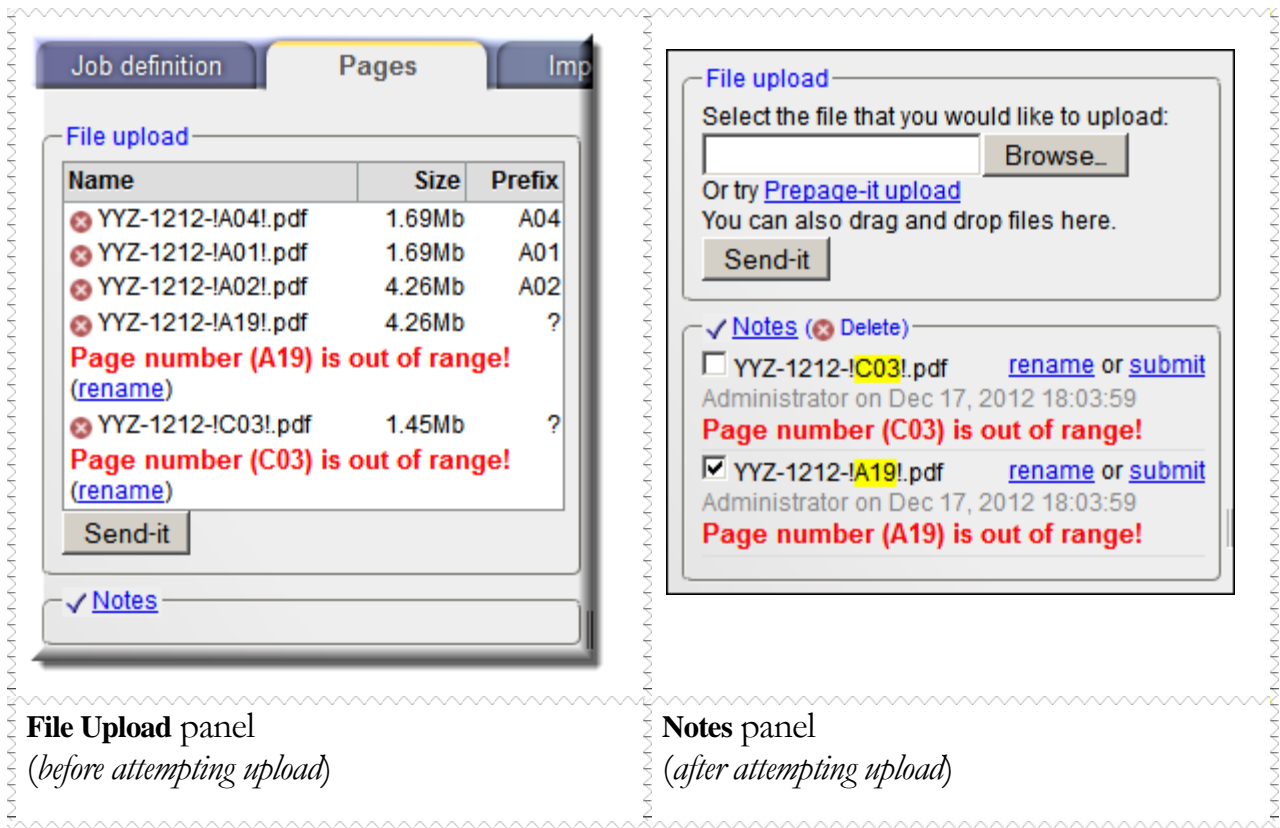 Job definition Pages Imp
File upload
Name Size Prefix
YYZ-1212-!A04!.pdf 1.69Mb A04
YYZ-1212-!A01!.pdf 1.69Mb A01
YYZ-1212-!A02!.pdf 4.26Mb A02
YYZ-1212-!A19!.pdf 4.26Mb ?
Page number (A19) is out of range!
(rename)
YYZ-1212-!C03!.pdf 1.45Mb ?
Page number (C03) is out of range!
(rename)
Send-it
Notes
File Upload panel
(before attempting upload)
File upload
Select the file that you would like to upload:
Browse...
Or try Prepage-it upload
You can also drag and drop files here.
Send-it
Notes (Delete)
YYZ-1212-!C03!.pdf rename or submit
Administrator on Dec 17, 2012 18:03:59
Page number (C03) is out of range!
YYZ-1212-!A19!.pdf rename or submit
Administrator on Dec 17, 2012 18:03:59
Page number (A19) is out of range!
Notes panel
(after attempting upload)